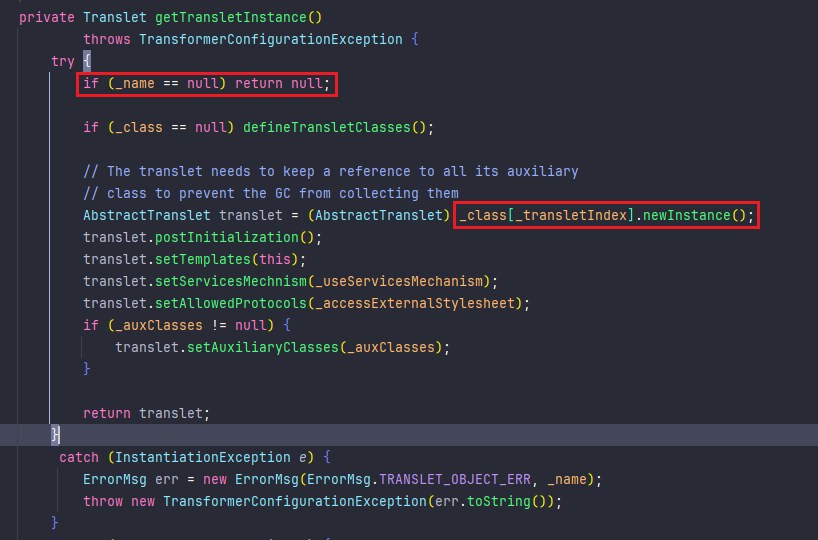 private Translet getTransletInstance()
throws TransformerConfigurationException {
try {
if (_name == null) return null;
if (_class == null) defineTransletClasses();
// The translet needs to keep a reference to all its auxiliary
// class to prevent the GC from collecting them
AbstractTranslet translet = (AbstractTranslet) _class[_transletIndex].newInstance();
translet.postInitialization();
translet.setTemplates(this);
translet.setServicesMechnism(_useServicesMechanism);
translet.setAllowedProtocols(_accessExternalStylesheet);
if (_auxClasses != null) {
translet.setAuxiliaryClasses(_auxClasses);
}
return translet;
}
catch (InstantiationException e) {
ErrorMsg err = new ErrorMsg(ErrorMsg.TRANSLET_OBJECT_ERR, _name);
throw new TransformerConfigurationException(err.toString());
}